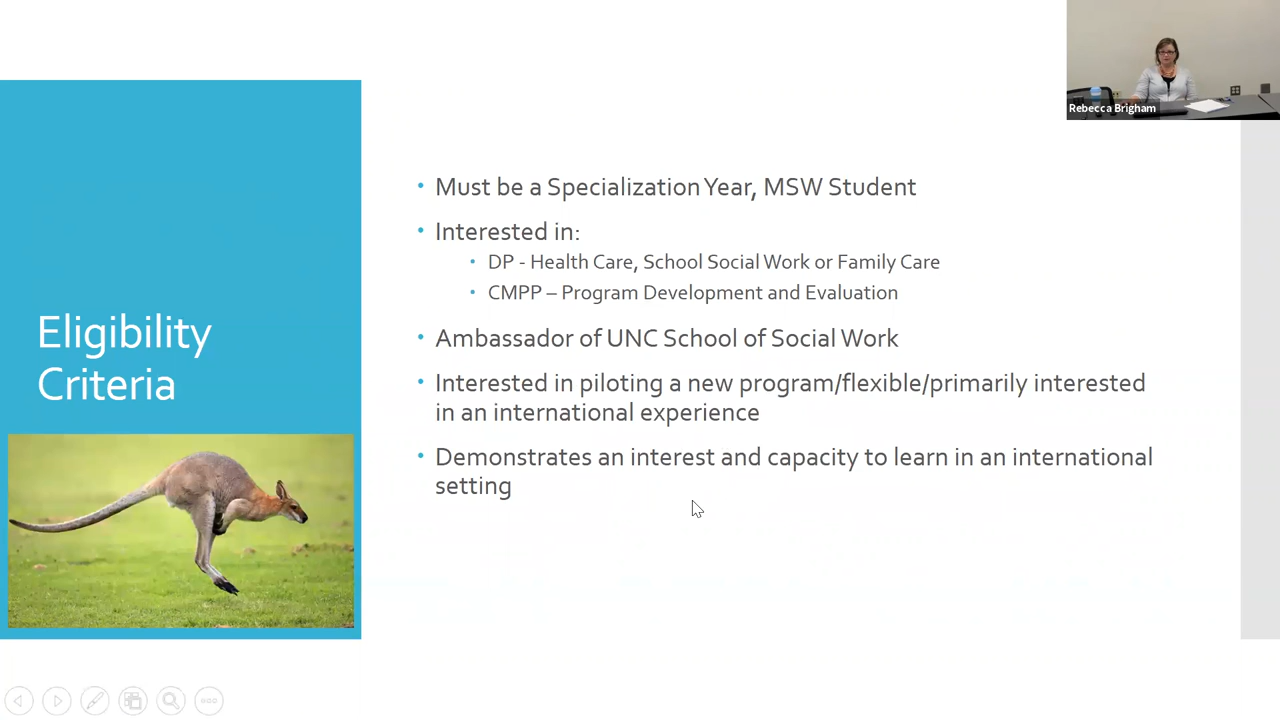 Rebecca Brigham
Eligibility
Criteria
• Must be a Specialization Year, MSW Student
• Interested in:
• DP - Health Care, School Social Work or Family Care
• CMPP – Program Development and Evaluation
• Ambassador of UNC School of Social Work
• Interested in piloting a new program/flexible/primarily interested
in an international experience
• Demonstrates an interest and capacity to learn in an international
setting